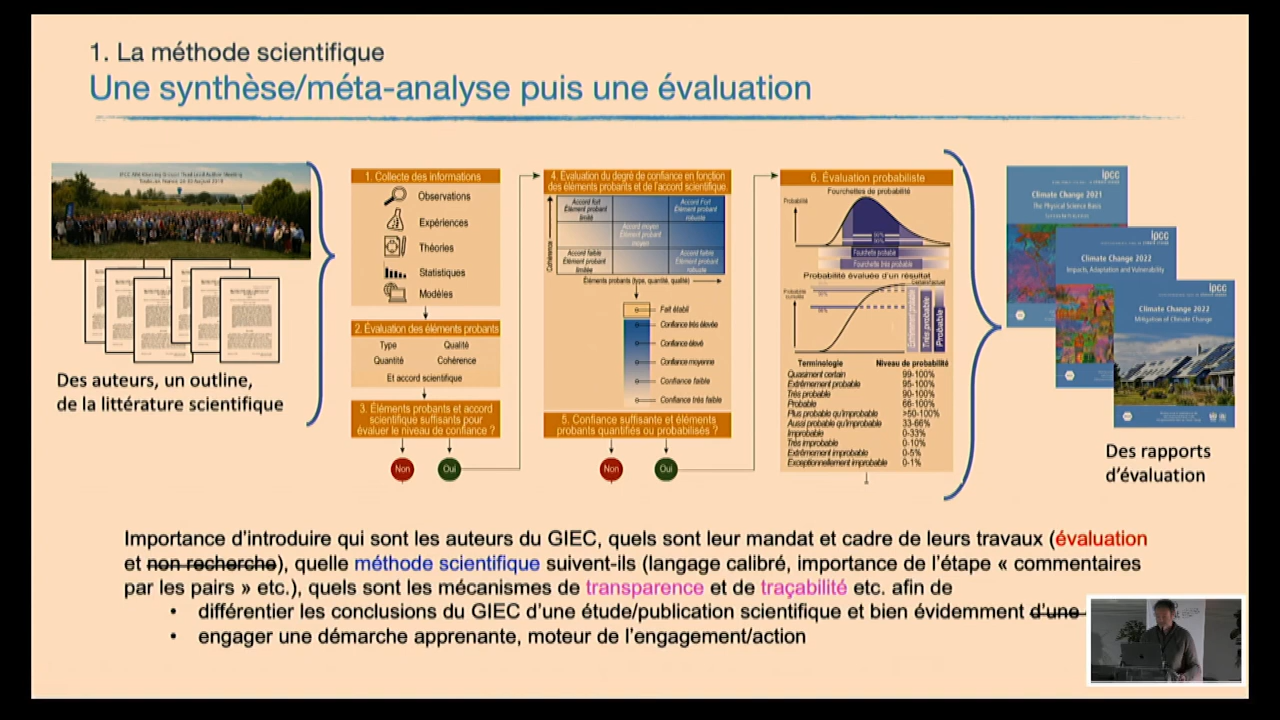 1. La méthode scientifique
Une synthèse/méta-analyse puis une évaluation
Des auteurs, un outline,
de la littérature scientifique
1. Collecte des informations
Observations
Expériences
Théories
Statistiques
Modèles
2. Évaluation des éléments probants
Type
Qualité
Quantité
Cohérence
Et accord scientifique
3. Éléments probants et accord
scientifique suffisants pour
évaluer le niveau de confiance ?
Non
Oui
4. Évaluation du degré de confiance en fonction
des éléments probants et de l'accord scientifique.
Cohérence
Accord fort
Élément probant
limité
Accord Fort
Élément probant
robuste
Accord moyen
Élément probant
moyen
Accord faible
Élément probant
limitée
Accord faible
Élément probant
robuste
Éléments probants (type, quantité, qualité)
Fait établi
Confiance très élevée
Confiance élevé
Confiance moyenne
Confiance faible
Confiance très faible
5. Confiance suffisante et éléments
probants quantifiés ou probabilisés ?
Non
Oui
6. Évaluation probabiliste
Fourchettes de probabilité
Probabilité
Fourchette probable
Fourchette très probable
Probabilité évaluée d'un résultat
Très probable
Probable
Terminologie Niveau de probabilité
Quasiment certain 99-100%
Extrêmement probable 95-100%
Très probable 90-100%
Probable 66-100%
Plus probable qu'improbable >50-100%
Aussi probable qu'improbable 33-66%
Improbable 0-33%
Très improbable 0-10%
Extrêmement improbable 0-5%
Exceptionnellement improbable 0-1%
ipcc
Climate Change 2021
The Physical Science Basis
ipcc
Climate Change 2022
Impacts, Adaptation and Vulnerability
ipcc
Climate Change 2022
Mitigation of Climate Change
Des rapports
d'évaluation
Importance d'introduire qui sont les auteurs du GIEC, quels sont leur mandat et cadre de leurs travaux (évaluation
et non recherche), quelle méthode scientifique suivent-ils (langage calibré, importance de l'étape « commentaires
par les pairs » etc.), quels sont les mécanismes de transparence et de traçabilité etc. afin de
• différentier les conclusions du GIEC d'une étude/publication scientifique et bien évidemment d'une
• engager une démarche apprenante, moteur de l'engagement/action